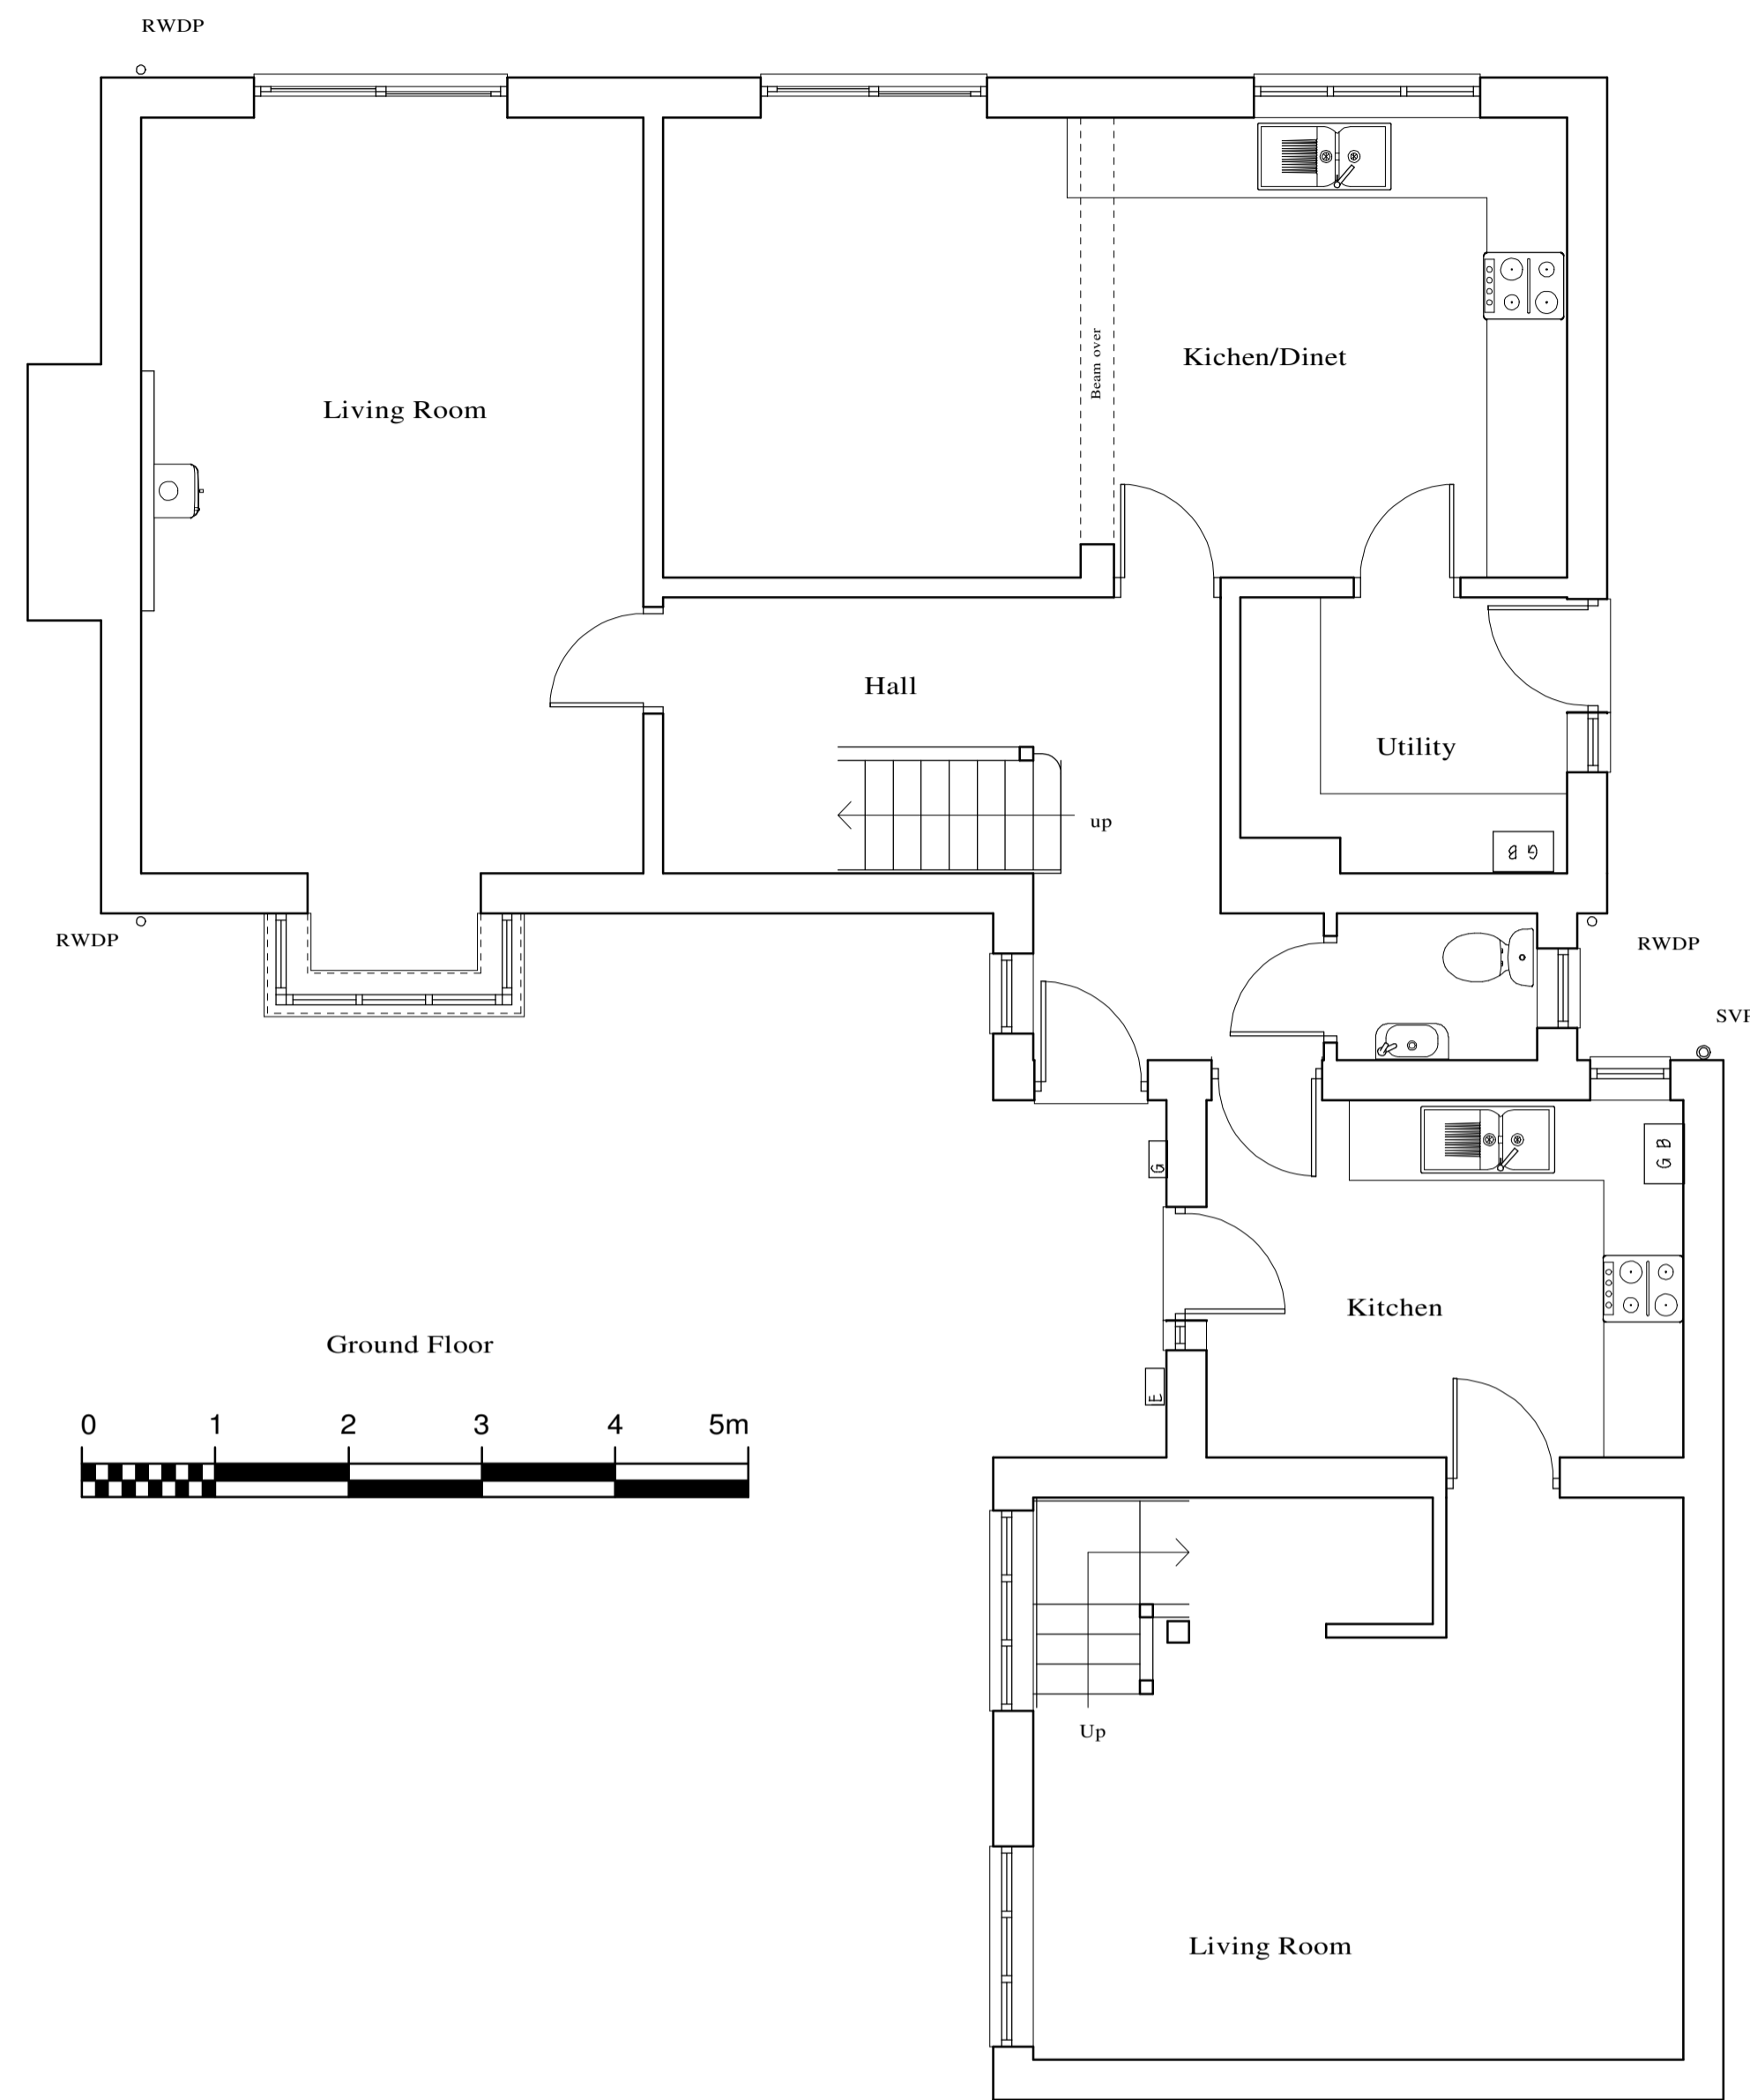 RWDP
Beam over
Kichen/Dinet
Living Room
Hall
Utility
up
G B
RWDP
RWDP
SVP
G
G B
Kitchen
Ground Floor
E
0 1 2 3 4 5m
Up
Living Room